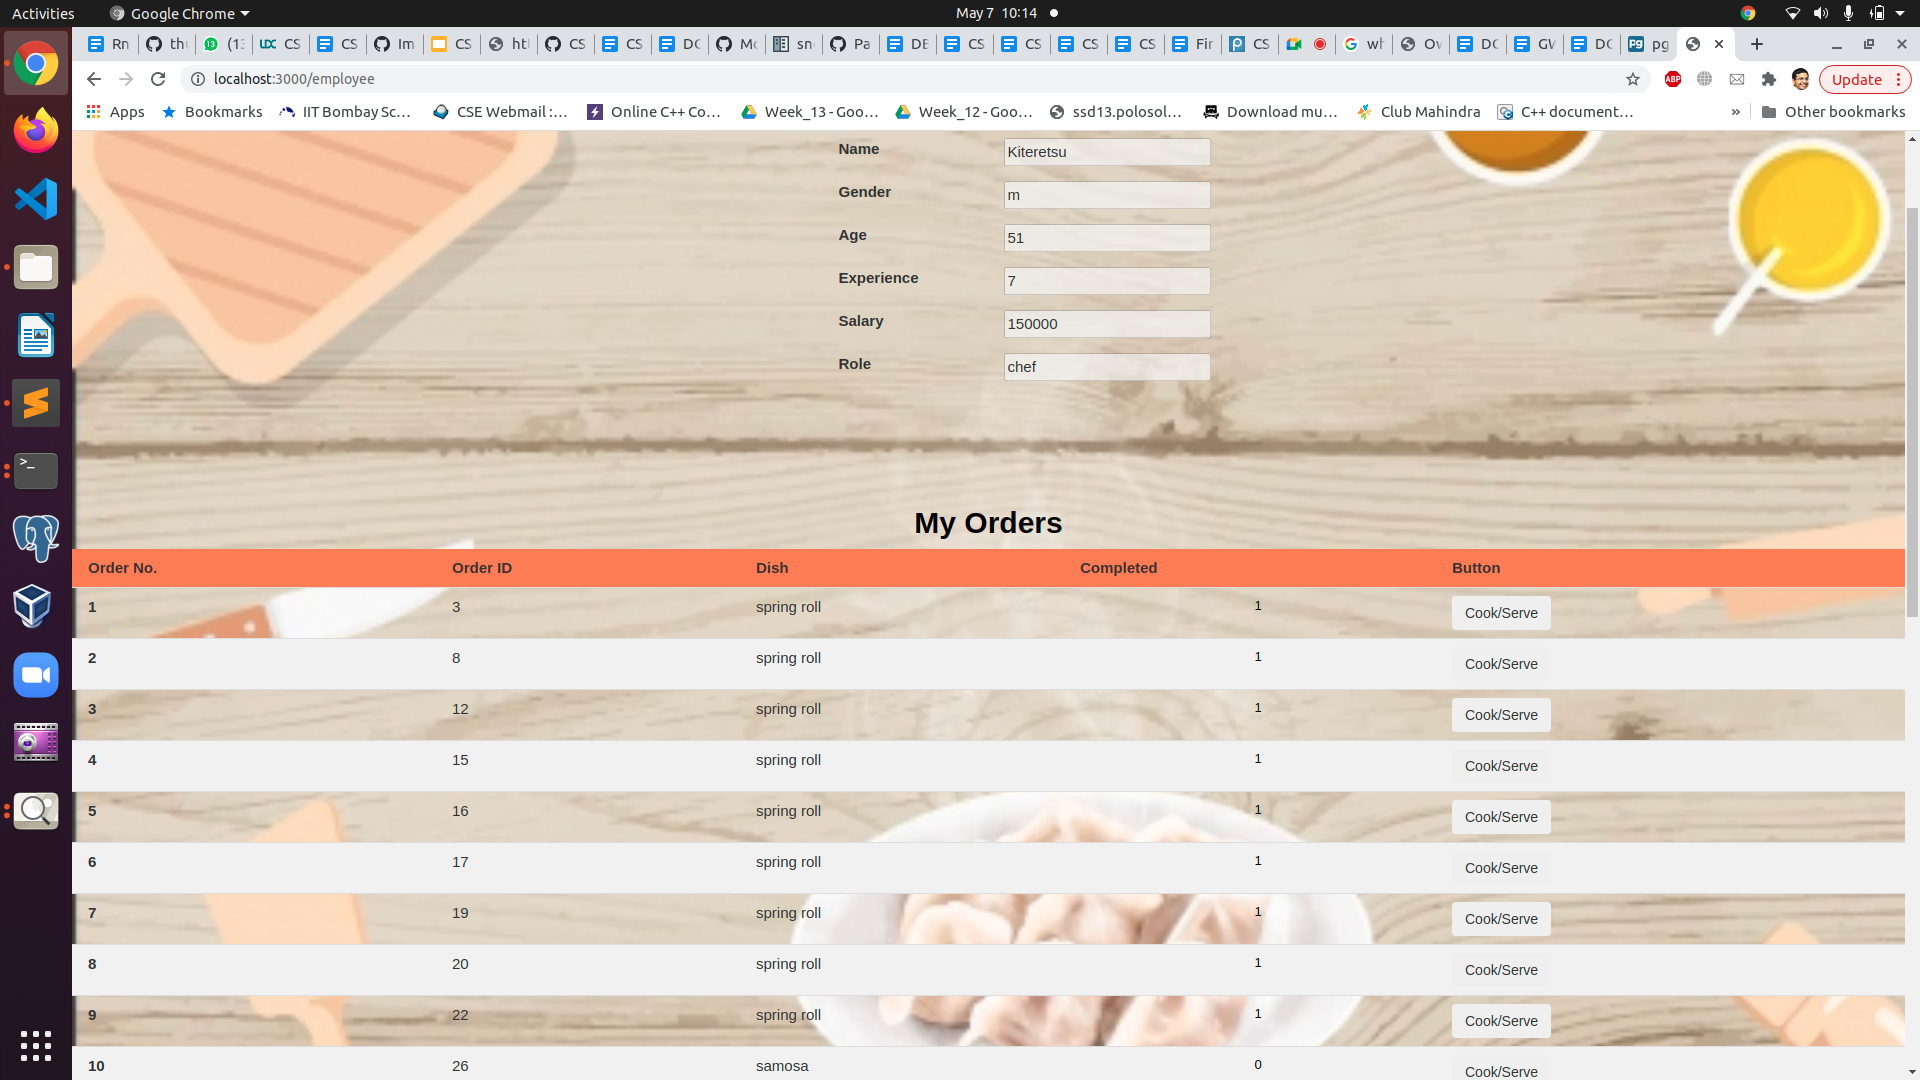 Activities Google Chrome May 7 10:14
Rn th (13 CS CS Im CS ht CS CS DC Mc sn Pa DE CS CS CS CS Fir CS wh Ov DC GV DC pg
localhost:3000/employee Update
Apps Bookmarks IIT Bombay Sc... CSE Webmail :... Online C++ Co... Week_13 - Goo... Week_12 - Goo... ssd13.polosol... Download mu... Club Mahindra C++ document... » Other bookmarks
Name Kiteretsu
Gender m
Age 51
Experience 7
Salary 150000
Role chef
My Orders
Order No. Order ID Dish Completed Button
1 3 spring roll 1 Cook/Serve
2 8 spring roll 1 Cook/Serve
3 12 spring roll 1 Cook/Serve
4 15 spring roll 1 Cook/Serve
5 16 spring roll 1 Cook/Serve
6 17 spring roll 1 Cook/Serve
7 19 spring roll 1 Cook/Serve
8 20 spring roll 1 Cook/Serve
9 22 spring roll 1 Cook/Serve
10 26 samosa 0 Cook/Serve